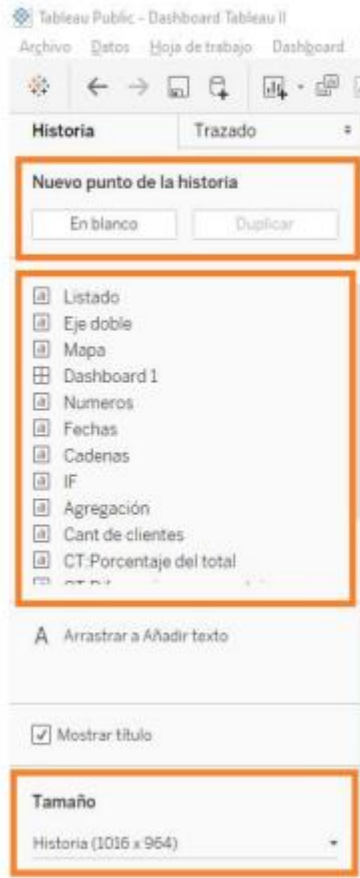 Tableau Public - Dashboard Tableau II
Archivo Datos Hoja de trabajo Dashboard
Historia Trazado
Nuevo punto de la historia
En blanco Duplicar
Listado
Eje doble
Mapa
Dashboard 1
Numeros
Fechas
Cadenas
IF
Agregación
Cant de clientes
CT:Porcentaje del total
A Arrastrar a Añadir texto
Mostrar título
Tamaño
Historia (1016 x 964)